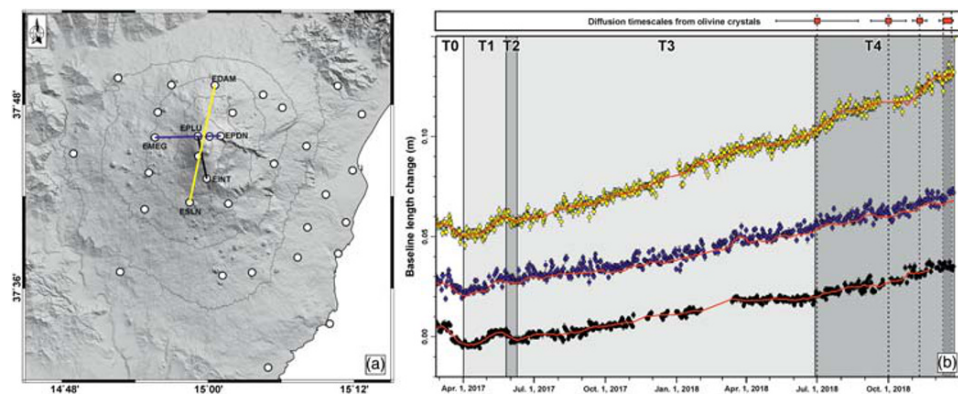 EDAM
EPLU
EPDN
EMEG
EINT
ESLN
37˚48'
37˚36'
14˚48'
15˚00'
15˚12'
(a)
Diffusion timescales from olivine crystals
T0 T1 T2 T3 T4
Baseline length change (m)
0.10
0.05
0.00
Apr. 1, 2017 Jul. 1, 2017 Oct. 1, 2017 Jan. 1, 2018 Apr. 1, 2018 Jul. 1, 2018 Oct. 1, 2018
(b)